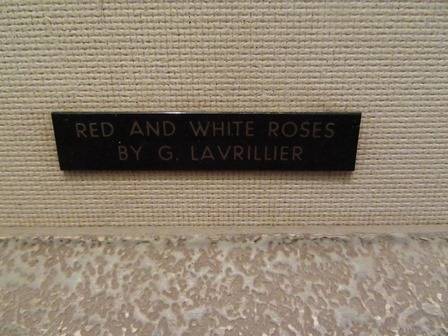 RED AND WHITE ROSES
BY G. LAVRILLIER